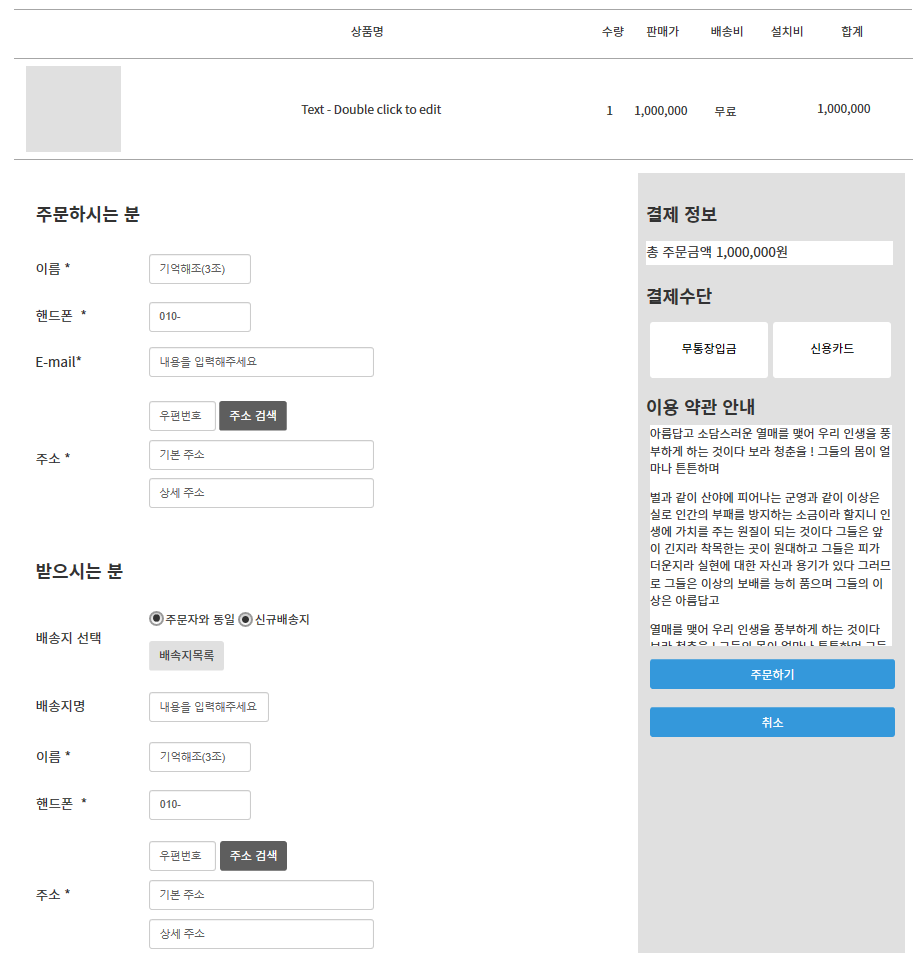 상품명 수량 판매가 배송비 설치비 합계
Text - Double click to edit 1 1,000,000 무료 1,000,000
주문하시는 분
이름 * 기억해조(3조)
핸드폰 * 010-
E-mail* 내용을 입력해주세요
우편번호 주소 검색
주소 * 기본 주소
상세 주소
받으시는 분
배송지 선택 주문자와 동일 신규배송지
배속지목록
배송지명 내용을 입력해주세요
이름 * 기억해조(3조)
핸드폰 * 010-
우편번호 주소 검색
주소 * 기본 주소
상세 주소
결제 정보
총 주문금액 1,000,000원
결제수단
무통장입금 신용카드
이용 약관 안내
아름답고 소담스러운 열매를 맺어 우리 인생을 풍
부하게 하는 것이다 보라 청춘을 ! 그들의 몸이 얼
마나 튼튼하며
벌과 같이 산야에 피어나는 군영과 같이 이상은
실로 인간의 부패를 방지하는 소금이라 할지니 인
생에 가치를 주는 원질이 되는 것이다 그들은 앞
이 긴지라 착목한는 곳이 원대하고 그들은 피가
더운지라 실현에 대한 자신과 용기가 있다 그러므
로 그들은 이상의 보배를 능히 품으며 그들의 이
상은 아름답고
열매를 맺어 우리 인생을 풍부하게 하는 것이다
보라 청춘을 ! 그들의 몸이 얼마나 튼튼하며 그들
주문하기
취소